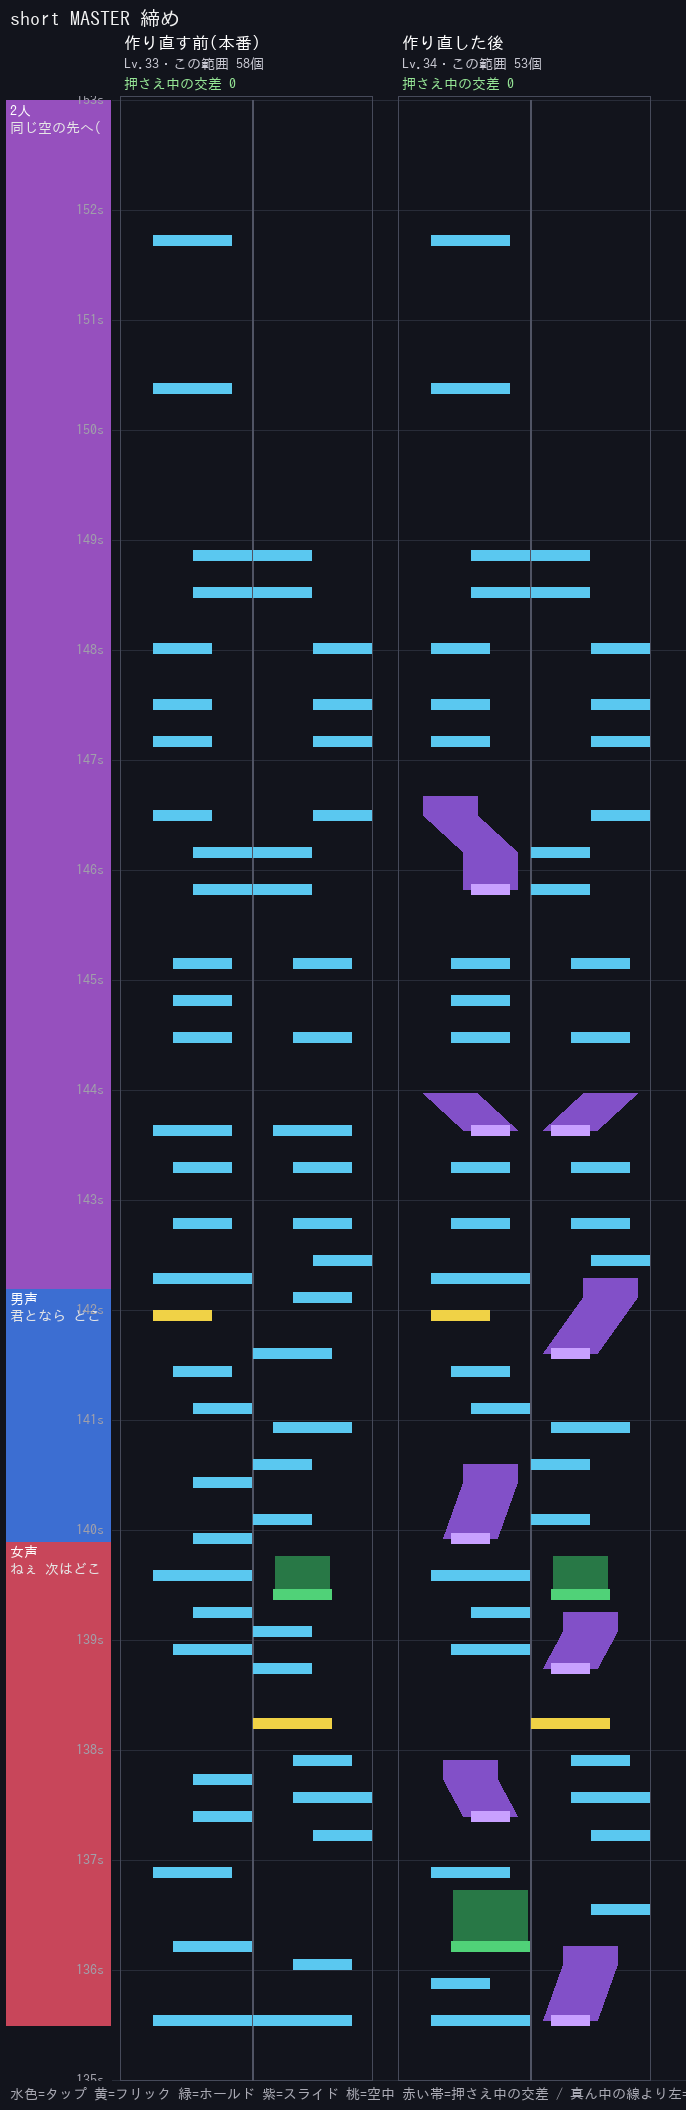 short MASTER 締め
作り直す前(本番)
Lv.33・この範囲 58個
押さえ中の交差 0
作り直した後
Lv.34・この範囲 53個
押さえ中の交差 0
153s
2人
同じ空の先へ(
152s
151s
150s
149s
148s
147s
146s
145s
144s
143s
男声
142s
君となら どこ
141s
140s
女声
ねぇ 次はどこ
139s
138s
137s
136s
135s
水色=タップ 黄=フリック 緑=ホールド 紫=スライド 桃=空中 赤い帯=押さえ中の交差 / 真ん中の線より左=